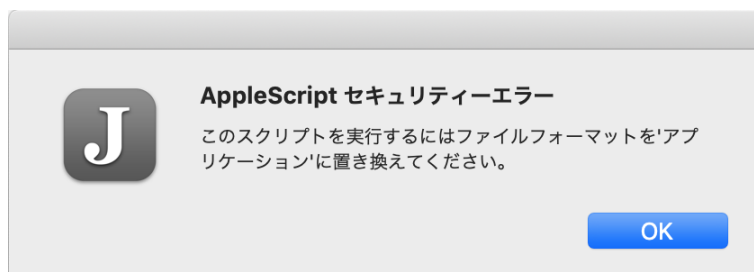 J
AppleScript セキュリティーエラー
このスクリプトを実行するにはファイルフォーマットを'アプ
リケーション'に置き換えてください。
OK